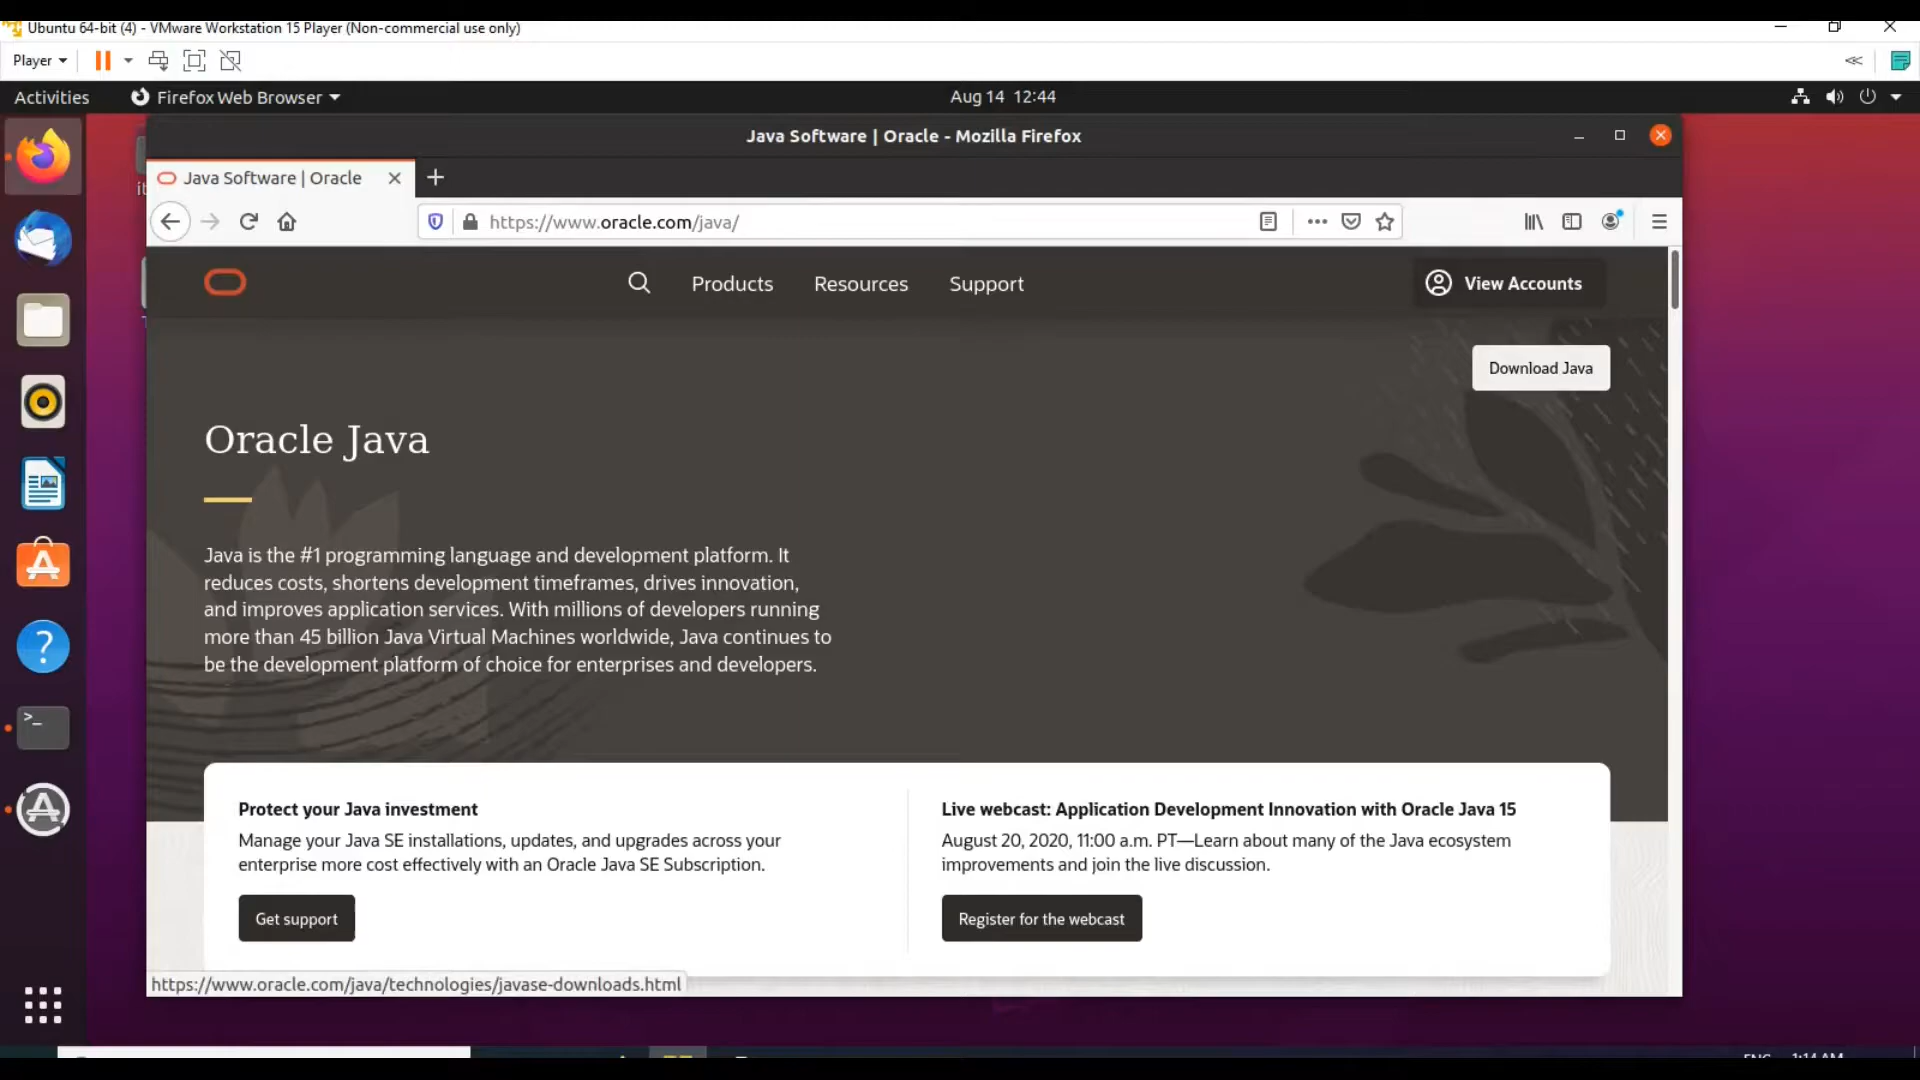 Ubuntu 64-bit (4) - VMware Workstation 15 Player (Non-commercial use only)
Player
Activities
Firefox Web Browser
Aug 14 12:44
Java Software | Oracle - Mozilla Firefox
Java Software | Oracle
https://www.oracle.com/java/
Products
Resources
Support
View Accounts
Download Java
Oracle Java
Java is the #1 programming language and development platform. It
reduces costs, shortens development timeframes, drives innovation,
and improves application services. With millions of developers running
more than 45 billion Java Virtual Machines worldwide, Java continues to
be the development platform of choice for enterprises and developers.
Protect your Java investment
Manage your Java SE installations, updates, and upgrades across your
enterprise more cost effectively with an Oracle Java SE Subscription.
Get support
Live webcast: Application Development Innovation with Oracle Java 15
August 20, 2020, 11:00 a.m. PT—Learn about many of the Java ecosystem
improvements and join the live discussion.
Register for the webcast
https://www.oracle.com/java/technologies/javase-downloads.html